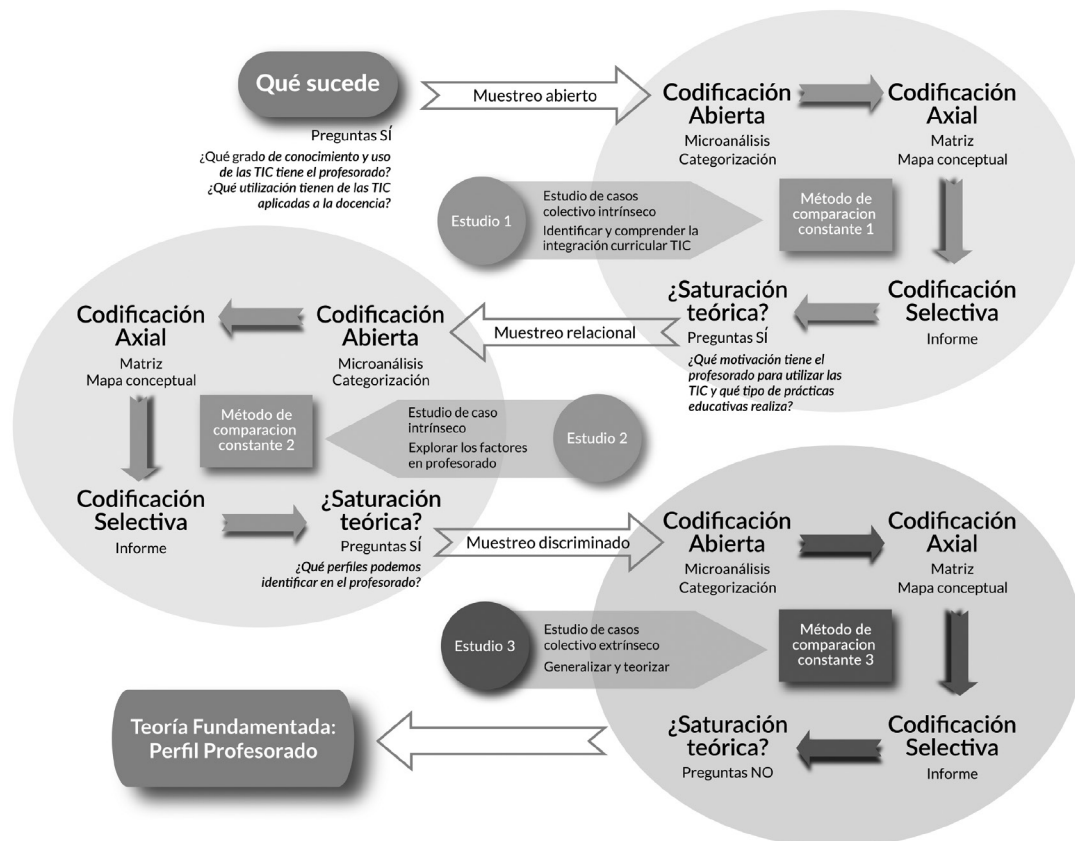 Qué sucede
Preguntas SÍ
¿Qué grado de conocimiento y uso
de las TIC tiene el profesorado?
¿Qué utilización tienen de las TIC
aplicadas a la docencia?
Muestreo abierto
Codificación
Abierta
Microanálisis
Categorización
Codificación
Axial
Matriz
Mapa conceptual
Estudio 1
Estudio de casos
colectivo intrínseco
Identificar y comprender la
integración curricular TIC
Método de
comparacion
constante 1
Codificación
Selectiva
Informe
¿Saturación
teórica?
Preguntas SÍ
¿Qué motivación tiene el
profesorado para utilizar las
TIC y qué tipo de prácticas
educativas realiza?
Muestreo relacional
Codificación
Abierta
Microanálisis
Categorización
Codificación
Axial
Matriz
Mapa conceptual
Método de
comparacion
constante 2
Estudio de caso
intrínseco
Explorar los factores
en profesorado
Estudio 2
Codificación
Selectiva
Informe
¿Saturación
teórica?
Preguntas SÍ
¿Qué perfiles podemos
identificar en el profesorado?
Muestreo discriminado
Codificación
Abierta
Microanálisis
Categorización
Codificación
Axial
Matriz
Mapa conceptual
Estudio 3
Estudio de casos
colectivo extrínseco
Generalizar y teorizar
Método de
comparacion
constante 3
Codificación
Selectiva
Informe
¿Saturación
teórica?
Preguntas NO
Teoría Fundamentada:
Perfil Profesorado